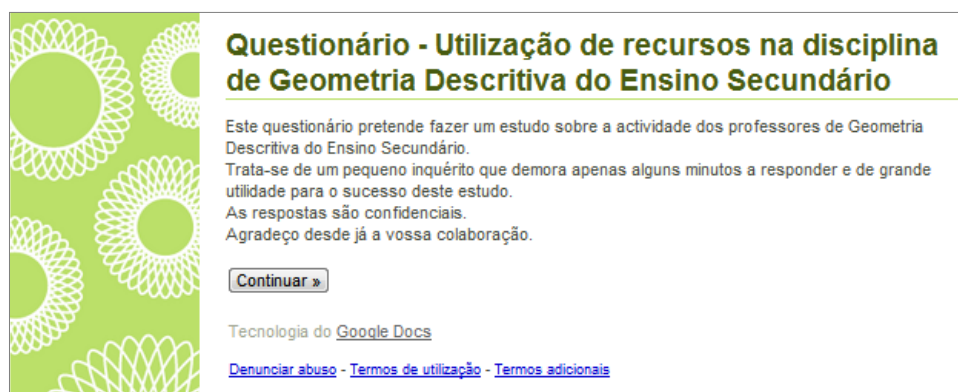 Questionário - Utilização de recursos na disciplina
de Geometria Descritiva do Ensino Secundário
Este questionário pretende fazer um estudo sobre a actividade dos professores de Geometria
Descritiva do Ensino Secundário.
Trata-se de um pequeno inquérito que demora apenas alguns minutos a responder e de grande
utilidade para o sucesso deste estudo.
As respostas são confidenciais.
Agradeço desde já a vossa colaboração.
Continuar »
Tecnologia do Google Docs
Denunciar abuso - Termos de utilização - Termos adicionais